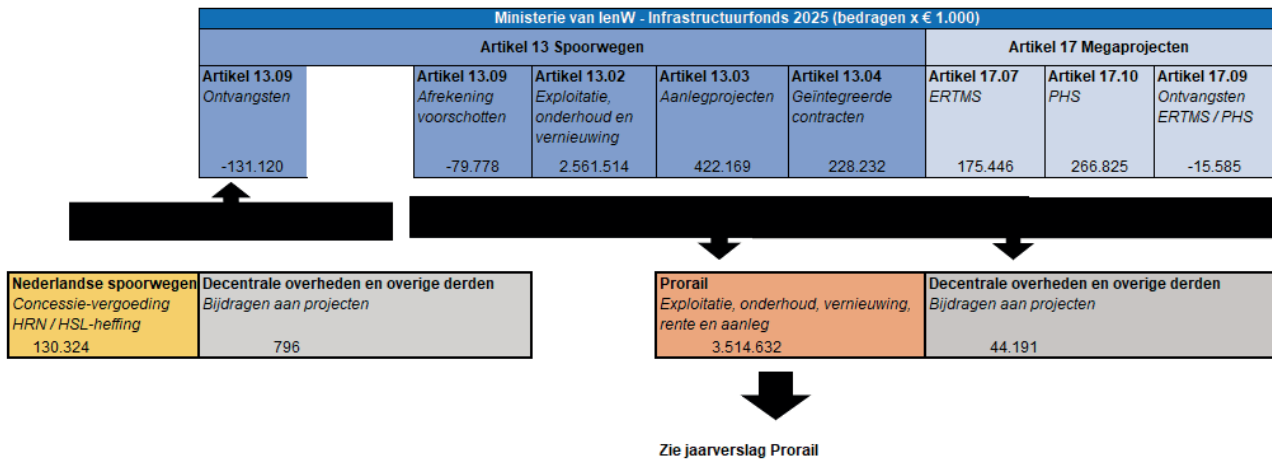 Ministerie van IenW - Infrastructuurfonds 2025 (bedragen x € 1.000)
Artikel 13 Spoorwegen
Artikel 17 Megaprojecten
Artikel 13.09
Ontvangsten
-131.120
Artikel 13.09
Afrekening
voorschotten
-79.778
Artikel 13.02
Exploitatie,
onderhoud en
vernieuwing
2.561.514
Artikel 13.03
Aanlegprojecten
422.169
Artikel 13.04
Geïntegreerde
contracten
228.232
Artikel 17.07
ERTMS
175.446
Artikel 17.10
PHS
266.825
Artikel 17.09
Ontvangsten
ERTMS / PHS
-15.585
Nederlandse spoorwegen
Concessie-vergoeding
HRN / HSL-heffing
130.324
Decentrale overheden en overige derden
Bijdragen aan projecten
796
Prorail
Exploitatie, onderhoud, vernieuwing,
rente en aanleg
3.514.632
Decentrale overheden en overige derden
Bijdragen aan projecten
44.191
Zie jaarverslag Prorail